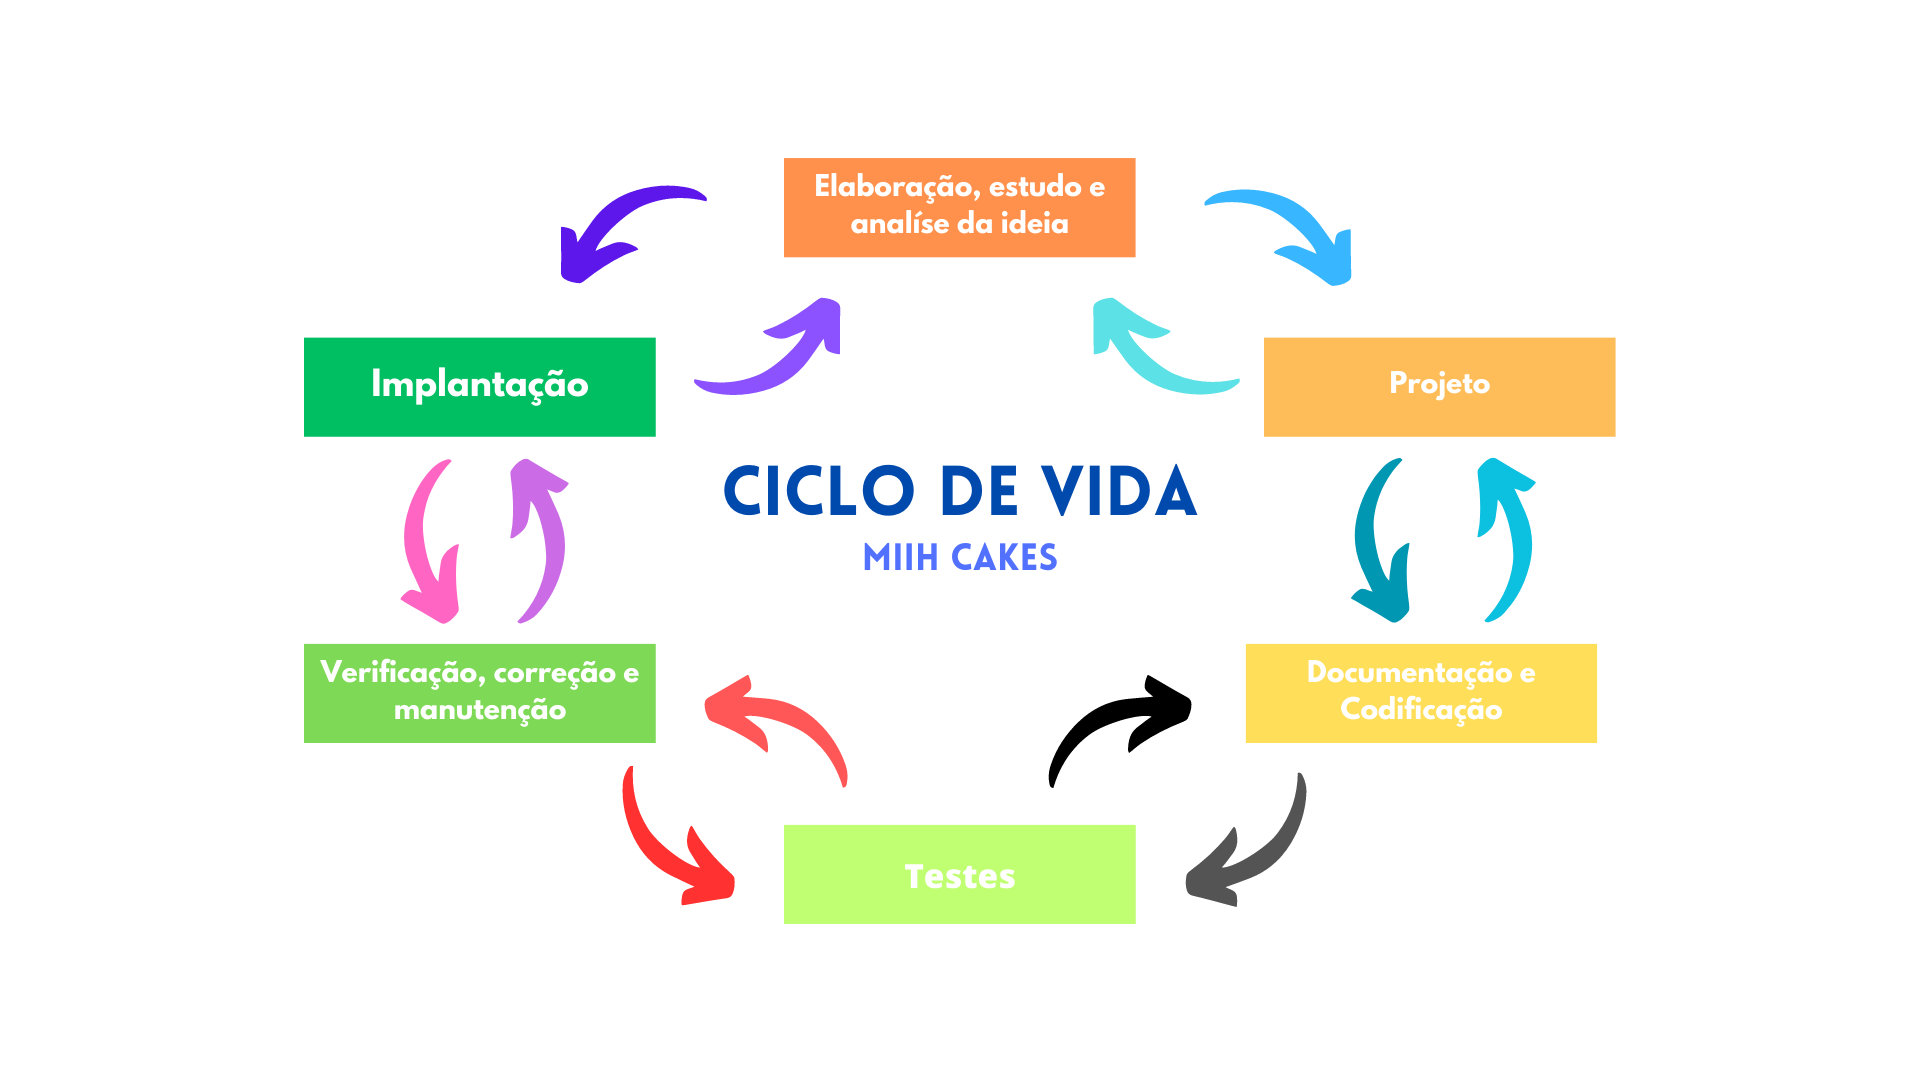 Elaboração, estudo e
analíse da ideia
Implantação
Projeto
CICLO DE VIDA
MIIH CAKES
Verificação, correção e
manutenção
Documentação e
Codificação
Testes